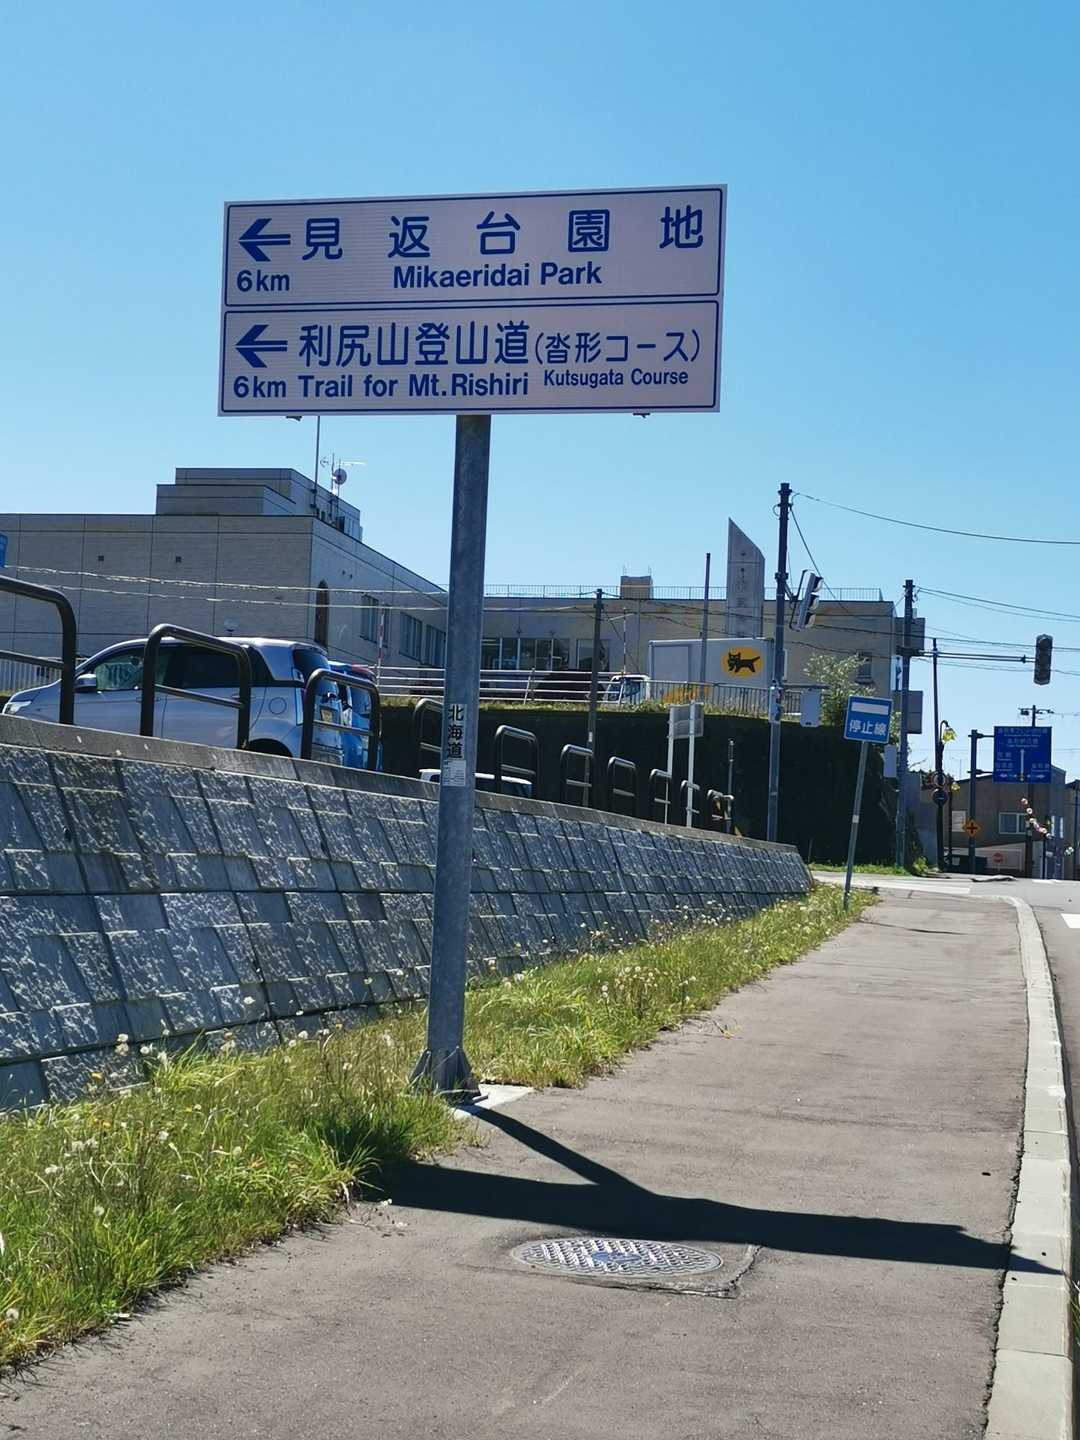 見返台園地
6km Mikaeridai Park
利尻山登山道(沓形コース)
6km Trail for Mt.Rishiri Kutsugata Course
北海道
停止線